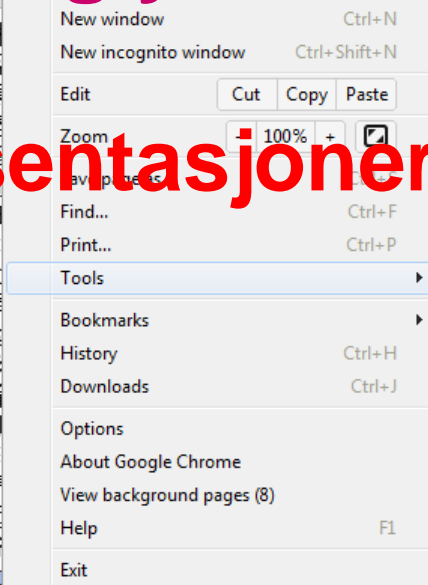 New window Ctrl+N
New incognito window Ctrl+Shift+N
Edit Cut Copy Paste
Zoom - 100% + 
sentasjoner
Find... Ctrl+F
Print... Ctrl+P
Tools
Bookmarks
History Ctrl+H
Downloads Ctrl+J
Options
About Google Chrome
View background pages (8)
Help F1
Exit